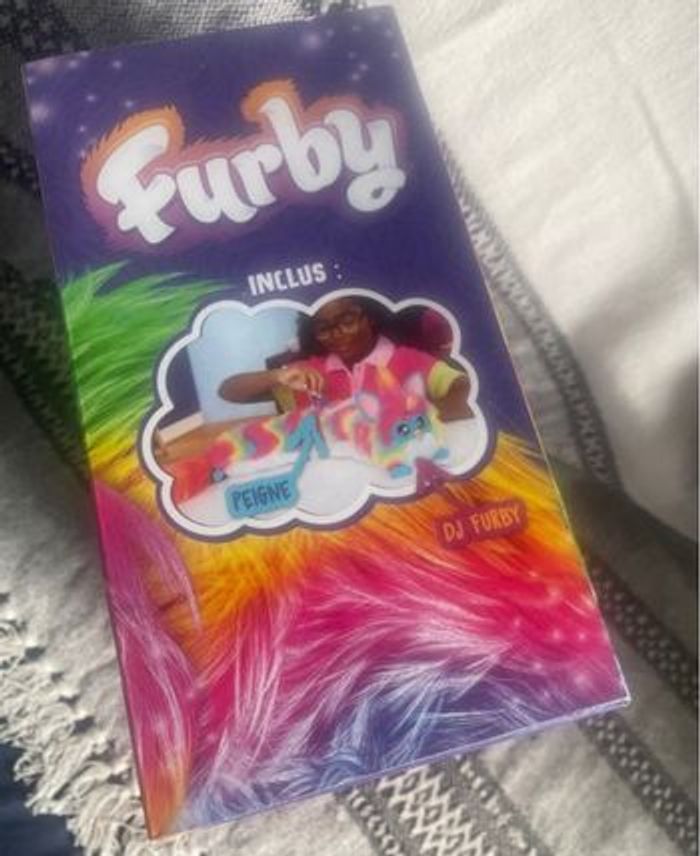 Furby
INCLUS :
PEIGNE
DJ FURBY